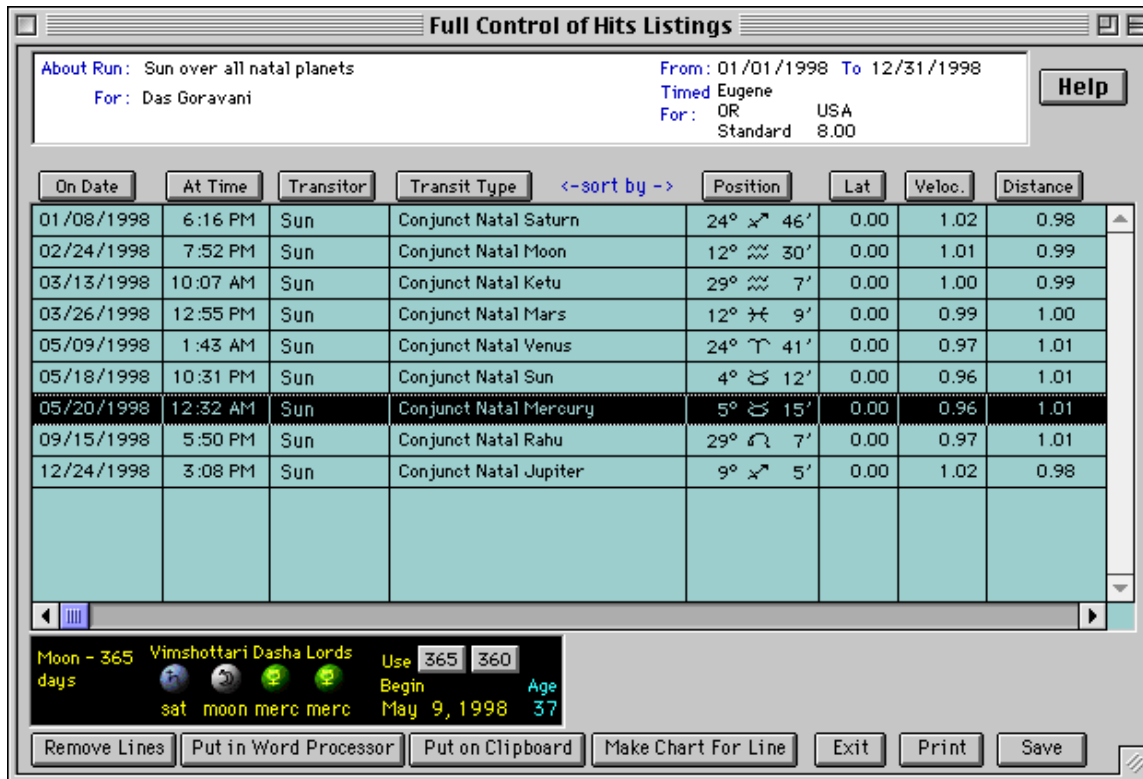 Full Control of Hits Listings
About Run: Sun over all natal planets From: 01/01/1998 To 12/31/1998
For: Das Goravani Timed For: Eugene OR USA Standard 8.00
Help
On Date At Time Transitor Transit Type <-sort by -> Position Lat Veloc. Distance
01/08/1998 6:16 PM Sun Conjunct Natal Saturn 24° ♐ 46' 0.00 1.02 0.98
02/24/1998 7:52 PM Sun Conjunct Natal Moon 12° ♒ 30' 0.00 1.01 0.99
03/13/1998 10:07 AM Sun Conjunct Natal Ketu 29° ♒ 7' 0.00 1.00 0.99
03/26/1998 12:55 PM Sun Conjunct Natal Mars 12° ♓ 9' 0.00 0.99 1.00
05/09/1998 1:43 AM Sun Conjunct Natal Venus 24° ♈ 41' 0.00 0.97 1.01
05/18/1998 10:31 PM Sun Conjunct Natal Sun 4° ♉ 12' 0.00 0.96 1.01
05/20/1998 12:32 AM Sun Conjunct Natal Mercury 5° ♉ 15' 0.00 0.96 1.01
09/15/1998 5:50 PM Sun Conjunct Natal Rahu 29° ♌ 7' 0.00 0.97 1.01
12/24/1998 3:08 PM Sun Conjunct Natal Jupiter 9° ♐ 5' 0.00 1.02 0.98
Moon - 365 days
Vimshottari Dasha Lords
sat moon merc merc
Use 365 360
Begin Age
May 9, 1998 37
Remove Lines Put in Word Processor Put on Clipboard Make Chart For Line Exit Print Save